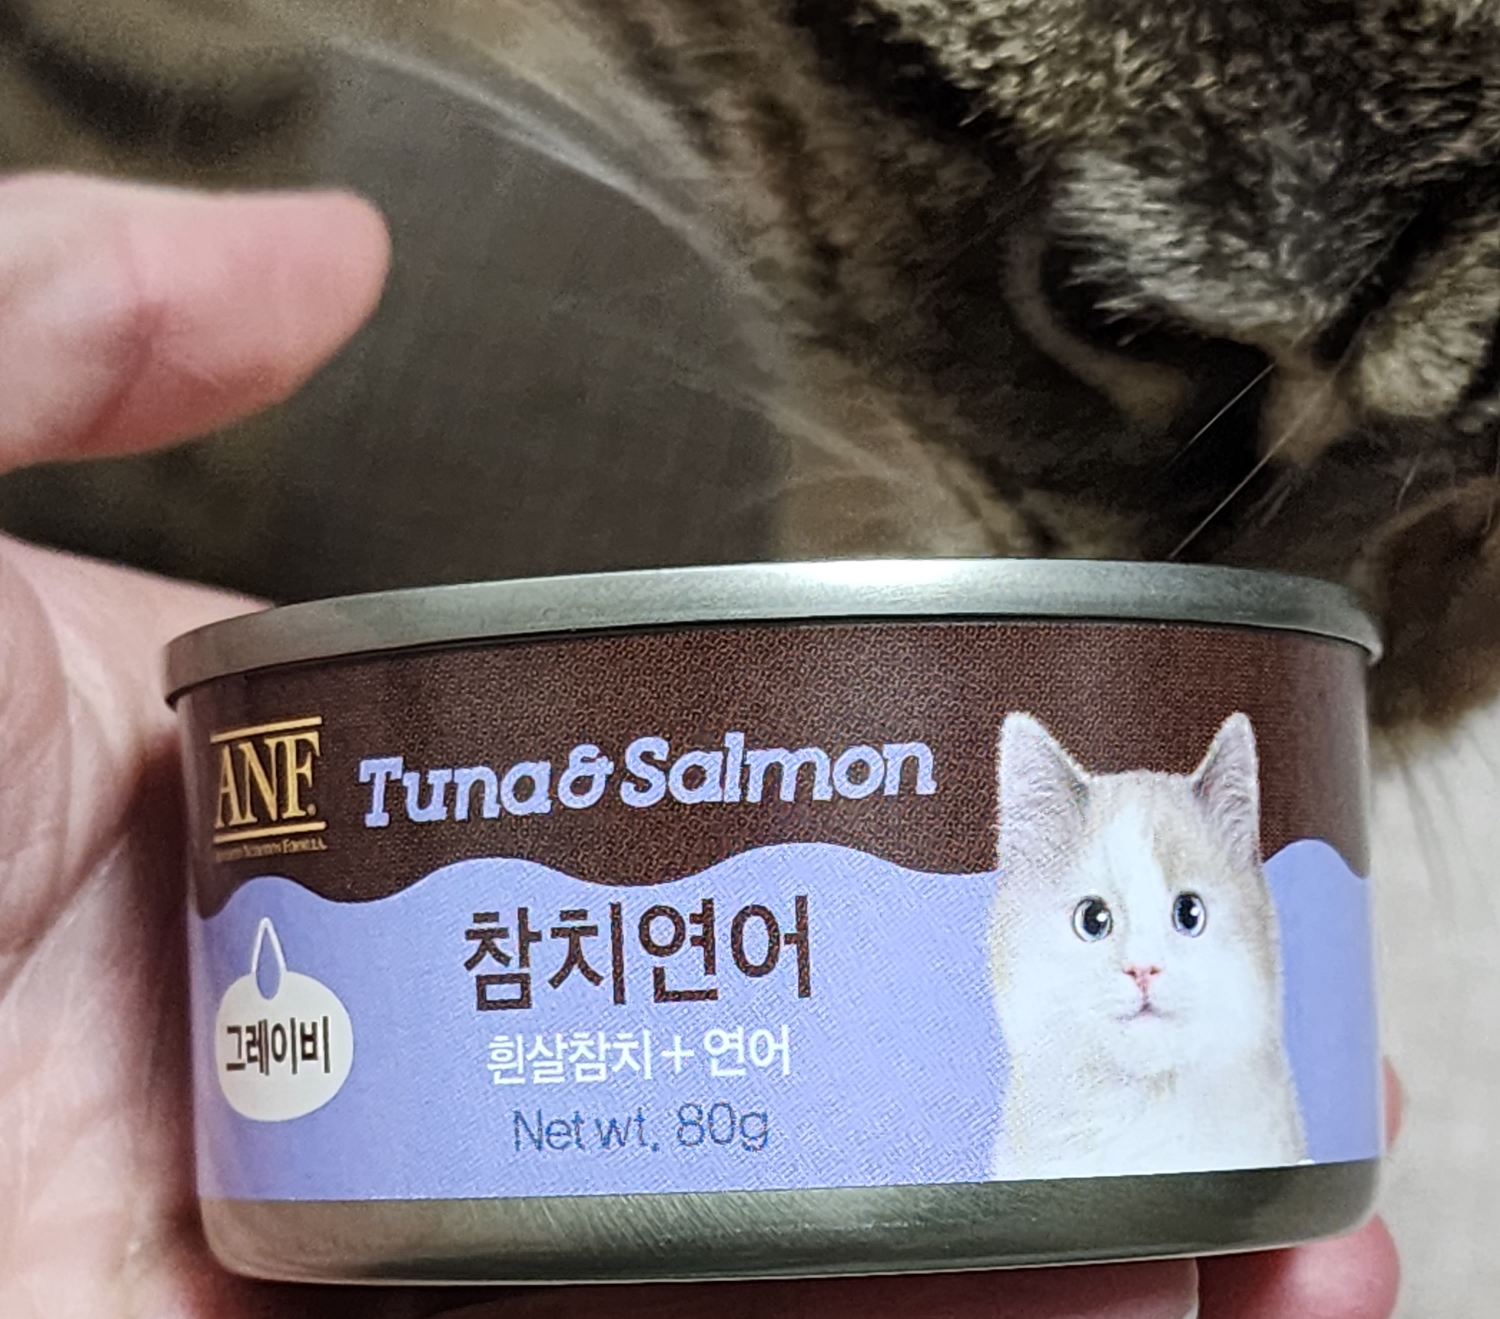 ANF
Tuna & Salmon
참치연어
흰살참치+연어
Net wt. 80g
그레이비